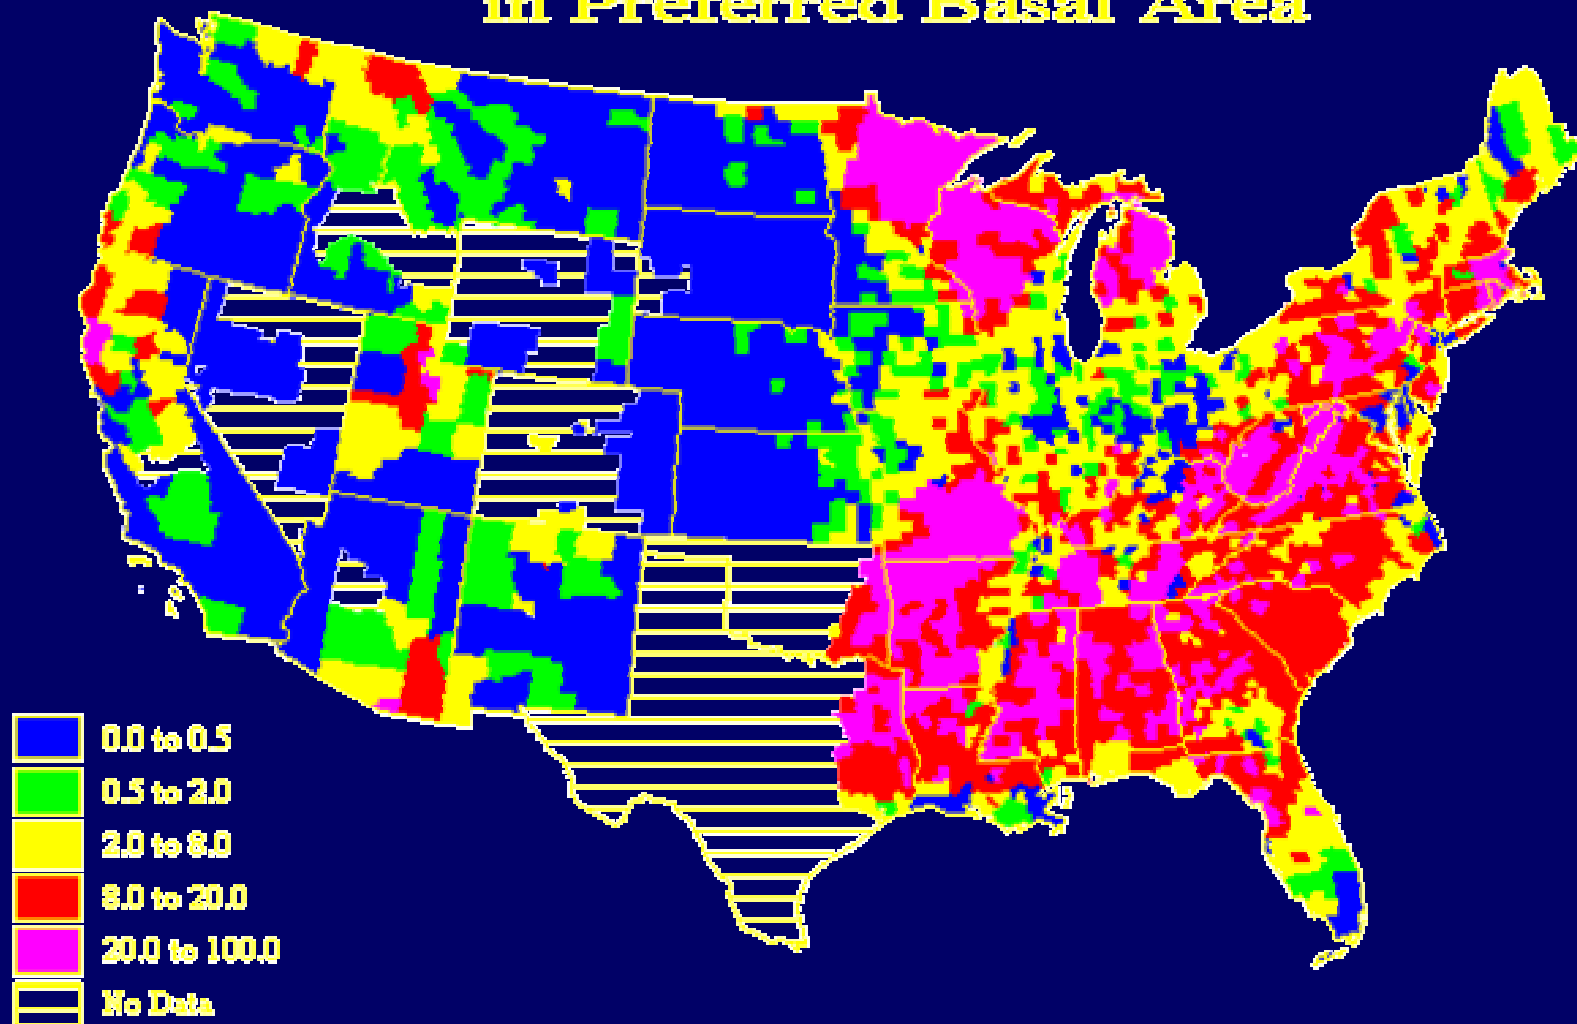 in Preferred Basal Area
0.0 to 0.5
0.5 to 2.0
2.0 to 8.0
8.0 to 20.0
20.0 to 100.0
No Data